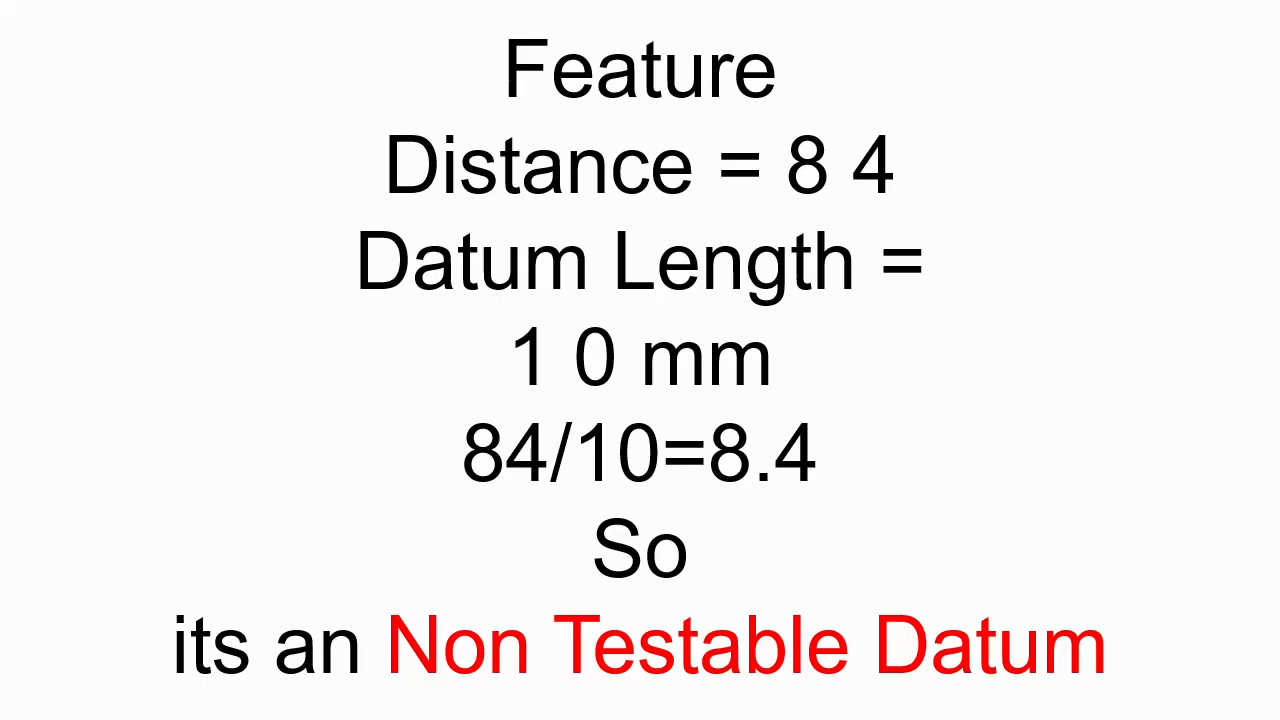 Feature
Distance = 8 4
Datum Length =
1 0 mm
84/10=8.4
So
its an Non Testable Datum